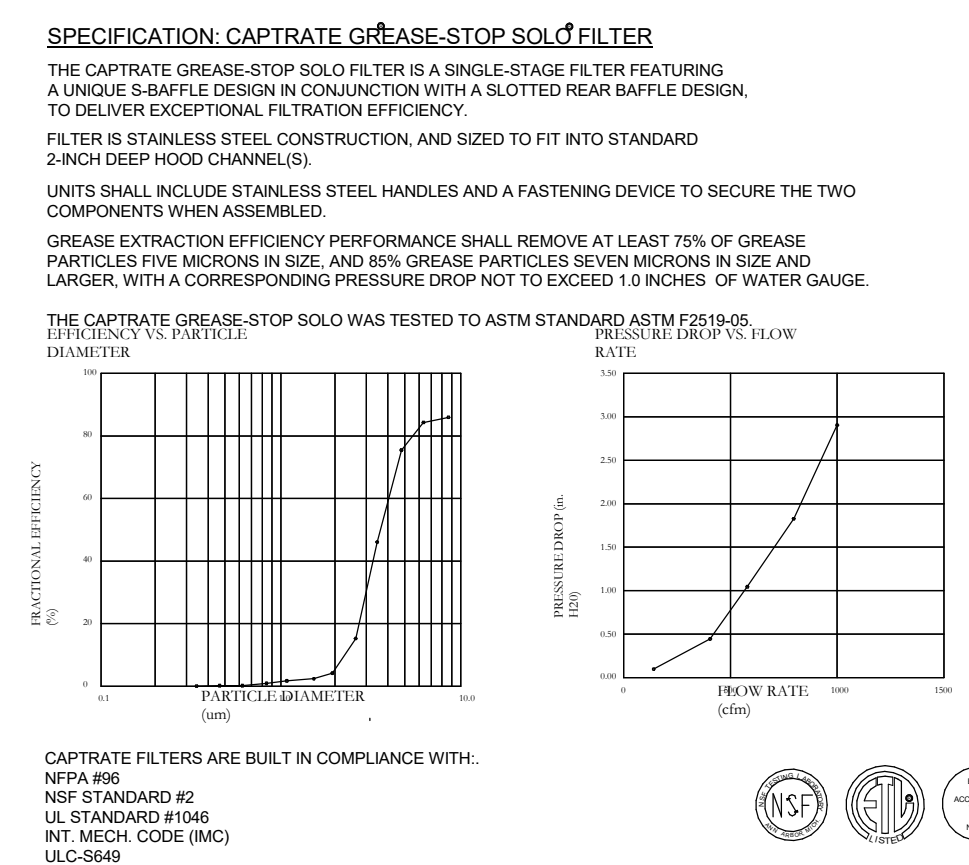 SPECIFICATION: CAPTRATE GREASE-STOP SOLO FILTER
THE CAPTRATE GREASE-STOP SOLO FILTER IS A SINGLE-STAGE FILTER FEATURING
A UNIQUE S-BAFFLE DESIGN IN CONJUNCTION WITH A SLOTTED REAR BAFFLE DESIGN,
TO DELIVER EXCEPTIONAL FILTRATION EFFICIENCY.
FILTER IS STAINLESS STEEL CONSTRUCTION, AND SIZED TO FIT INTO STANDARD
2-INCH DEEP HOOD CHANNEL(S).
UNITS SHALL INCLUDE STAINLESS STEEL HANDLES AND A FASTENING DEVICE TO SECURE THE TWO
COMPONENTS WHEN ASSEMBLED.
GREASE EXTRACTION EFFICIENCY PERFORMANCE SHALL REMOVE AT LEAST 75% OF GREASE
PARTICLES FIVE MICRONS IN SIZE, AND 85% GREASE PARTICLES SEVEN MICRONS IN SIZE AND
LARGER, WITH A CORRESPONDING PRESSURE DROP NOT TO EXCEED 1.0 INCHES OF WATER GAUGE.
THE CAPTRATE GREASE-STOP SOLO WAS TESTED TO ASTM STANDARD ASTM F2519-05.
EFFICIENCY VS. PARTICLE
DIAMETER
100
80
60
40
20
0
FRACTIONAL EFFICIENCY
(%)
0.1
1.0
10.0
PARTICLE DIAMETER
(um)
PRESSURE DROP VS. FLOW
RATE
3.50
3.00
2.50
2.00
1.50
1.00
0.50
0.00
PRESSURE DROP (in.
H20)
0
500
1000
1500
FLOW RATE
(cfm)
CAPTRATE FILTERS ARE BUILT IN COMPLIANCE WITH:.
NFPA #96
NSF STANDARD #2
UL STANDARD #1046
INT. MECH. CODE (IMC)
ULC-S649
NSF TESTING LABORATORY
NSF
ANN ARBOR MICH
ETL
LISTED